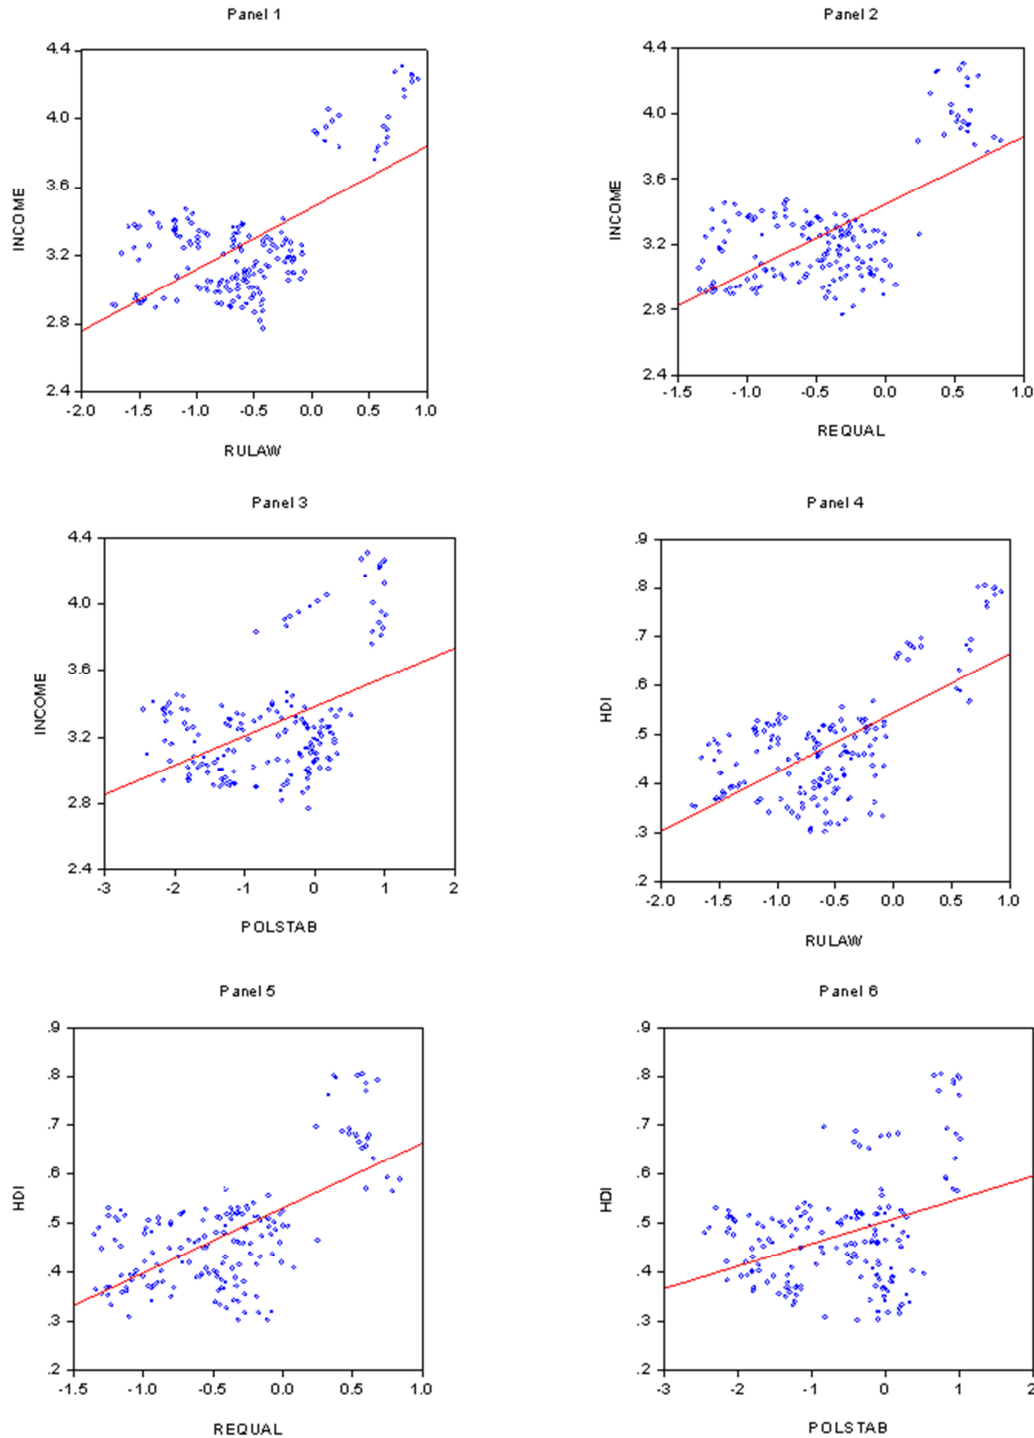 Panel 1
Panel 2
4.4
4.0
3.6
3.2
2.8
2.4
INCOME
-2.0 -1.5 -1.0 -0.5 0.0 0.5 1.0
RULAW
4.4
4.0
3.6
3.2
2.8
2.4
INCOME
-1.5 -1.0 -0.5 0.0 0.5 1.0
REQUAL
Panel 3
Panel 4
4.4
4.0
3.6
3.2
2.8
2.4
INCOME
-3 -2 -1 0 1 2
POLSTAB
.9
.8
.7
.6
.5
.4
.3
.2
HDI
-2.0 -1.5 -1.0 -0.5 0.0 0.5 1.0
RULAW
Panel 5
Panel 6
.9
.8
.7
.6
.5
.4
.3
.2
HDI
-1.5 -1.0 -0.5 0.0 0.5 1.0
REQUAL
.9
.8
.7
.6
.5
.4
.3
.2
HDI
-3 -2 -1 0 1 2
POLSTAB